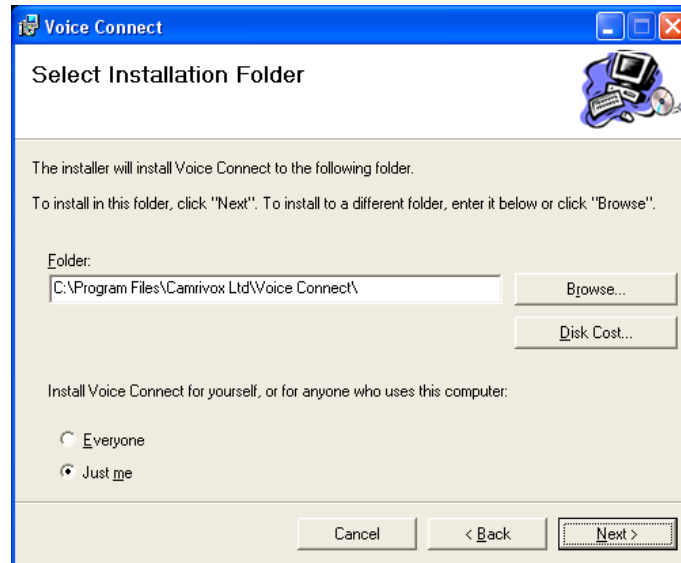 Voice Connect
Select Installation Folder
The installer will install Voice Connect to the following folder.
To install in this folder, click "Next". To install to a different folder, enter it below or click "Browse".
Folder:
C:\Program Files\Camrivox Ltd\Voice Connect\
Browse...
Disk Cost...
Install Voice Connect for yourself, or for anyone who uses this computer:
Everyone
Just me
Cancel < Back Next >